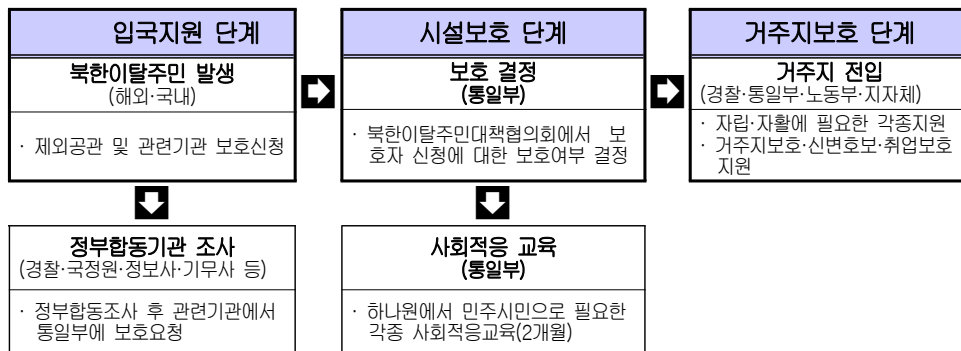 입국지원 단계
북한이탈주민 발생
(해외·국내)
· 제외공관 및 관련기관 보호신청
정부합동기관 조사
(경찰·국정원·정보사·기무사 등)
· 정부합동조사 후 관련기관에서
통일부에 보호요청
시설보호 단계
보호 결정
(통일부)
· 북한이탈주민대책협의회에서 보
호자 신청에 대한 보호여부 결정
사회적응 교육
(통일부)
· 하나원에서 민주시민으로 필요한
각종 사회적응교육(2개월)
거주지보호 단계
거주지 전입
(경찰·통일부·노동부·지자체)
· 자립·자활에 필요한 각종지원
· 거주지보호·신변호보·취업보호
지원